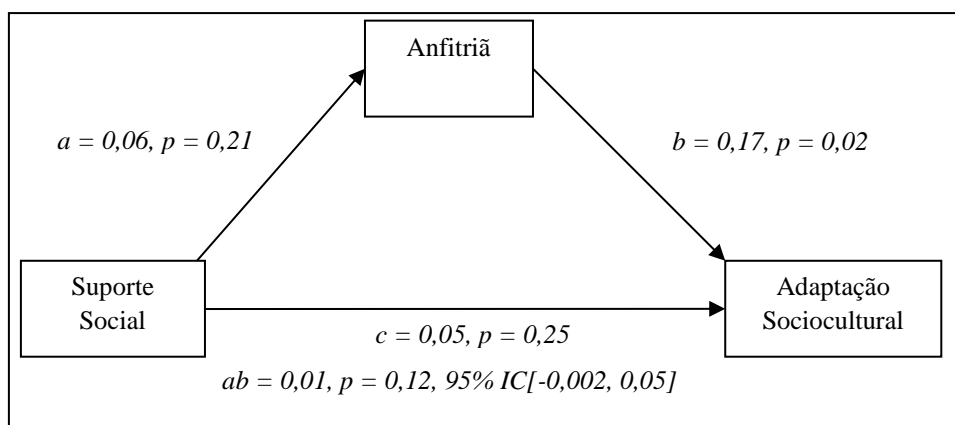 Anfitriã
a = 0,06, p = 0,21
b = 0,17, p = 0,02
Suporte
Social
Adaptação
Sociocultural
c = 0,05, p = 0,25
ab = 0,01, p = 0,12, 95% IC[-0,002, 0,05]